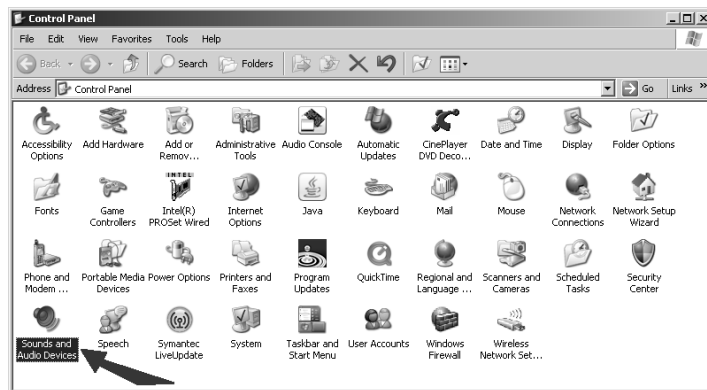 Control Panel
File Edit View Favorites Tools Help
Back Search Folders
Address Control Panel Go Links »
Accessibility Options
Add Hardware
Add or Remov...
Administrative Tools
Audio Console
Automatic Updates
CinePlayer DVD Deco...
Date and Time
Display
Folder Options
Fonts
Game Controllers
INTEL
Intel(R) PROSet Wired
Internet Options
Java
Keyboard
Mail
Mouse
Network Connections
Network Setup Wizard
Phone and Modem ...
Portable Media Devices
Power Options
Printers and Faxes
Program Updates
QuickTime
Regional and Language ...
Scanners and Cameras
Scheduled Tasks
Security Center
Sounds and Audio Devices
Speech
Symantec LiveUpdate
System
Taskbar and Start Menu
User Accounts
Windows Firewall
Wireless Network Set...